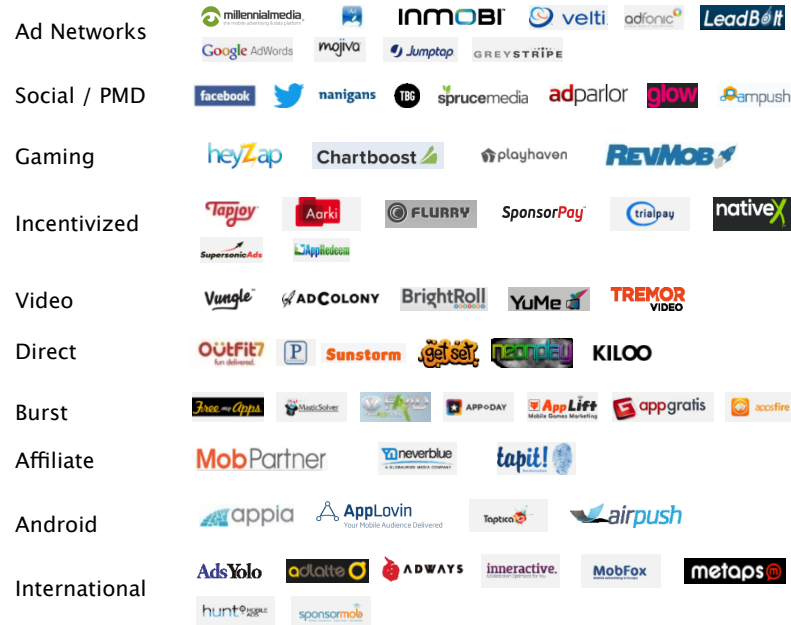 Ad Networks
millennialmedia.
the mobile advertising & data platform
INMOBI
velti
adfonic
LeadBolt
Google AdWords
mojiva
Jumptap
GREYSTRIPE
Social / PMD
facebook
nanigans
TBG
sprucemedia
adparlor
glow
ampush
Gaming
heyZap
Chartboost
playhaven
REVMOB
Incentivized
Tapjoy
Aarki
FLURRY
SponsorPay
trialpay
nativeX
SupersonicAds
AppRedeem
Video
Vungle
ADCOLONY
BrightRoll
YuMe
TREMOR
VIDEO
Direct
OUTFIT7
fun delivered.
P
Sunstorm
get set
neonplay
KILOO
Burst
Free my Apps
MagicSolver
APPODAY
AppLift
Mobile Games Marketing
appgratis
appsfire
Affiliate
MobPartner
neverblue
A GLOBALWIDE MEDIA COMPANY
tapit!
Android
appia
AppLovin
Your Mobile Audience Delivered
Taptica
airpush
International
AdsYolo
adlatte
ADWAYS
inneractive.
MobFox
metaps
hunt MOBILE ADS
sponsormob